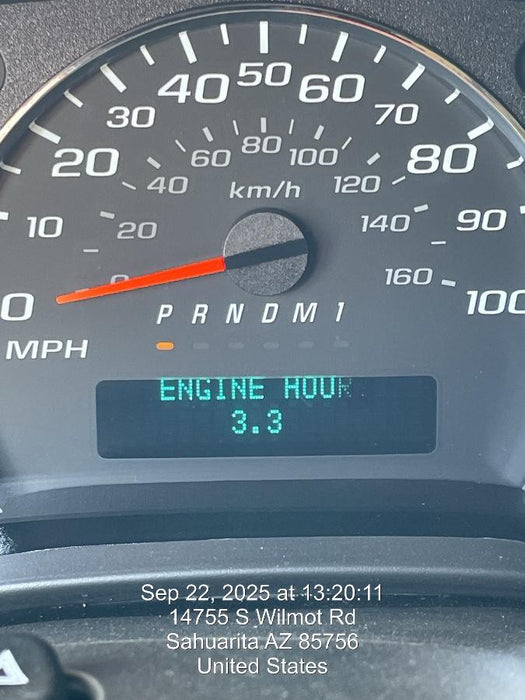 40 50 60
30 70
20 80
60 80 100
40 km/h 120
10 20 140 90
0 0 160 100
P R N D M 1
MPH
ENGINE HOUR
3.3
Sep 22, 2025 at 13:20:11
14755 S Wilmot Rd
Sahuarita AZ 85756
United States